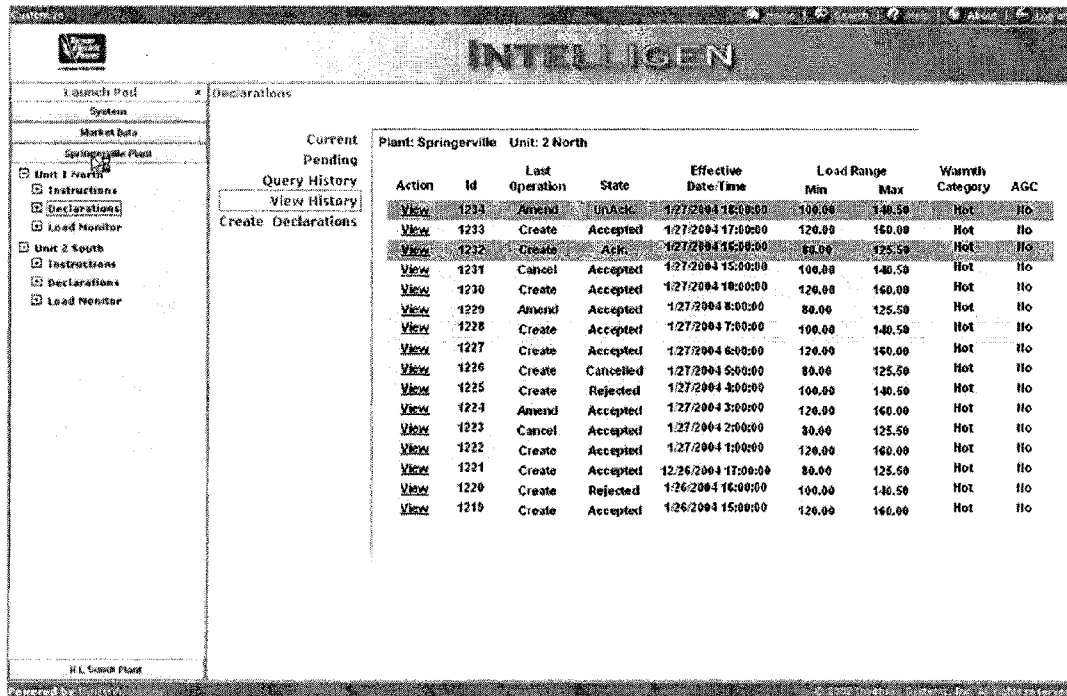 About
INTELLIGEN
Launch Pad ×
Declarations
System
Market Data
Springerville Plant
Unit 1 North
Instructions
Declarations
Load Monitor
Unit 2 South
Instructions
Declarations
Load Monitor
Current
Pending
Query History
View History
Create Declarations
Plant: Springerville Unit: 2 North
Action Id Last Operation State Effective Date/Time Load Range Min Max Warmth Category AGC
View 1234 Amend UnAck. 1/27/2004 18:00:00 100.00 140.50 Hot No
View 1233 Create Accepted 1/27/2004 17:00:00 120.00 160.00 Hot No
View 1232 Create Ack. 1/27/2004 16:00:00 80.00 125.50 Hot No
View 1231 Cancel Accepted 1/27/2004 15:00:00 100.00 140.50 Hot No
View 1230 Create Accepted 1/27/2004 10:00:00 120.00 160.00 Hot No
View 1229 Amend Accepted 1/27/2004 8:00:00 80.00 125.50 Hot No
View 1228 Create Accepted 1/27/2004 7:00:00 100.00 140.50 Hot No
View 1227 Create Accepted 1/27/2004 6:00:00 120.00 160.00 Hot No
View 1226 Create Cancelled 1/27/2004 5:00:00 80.00 125.50 Hot No
View 1225 Create Rejected 1/27/2004 4:00:00 100.00 140.50 Hot No
View 1224 Amend Accepted 1/27/2004 3:00:00 120.00 160.00 Hot No
View 1223 Cancel Accepted 1/27/2004 2:00:00 80.00 125.50 Hot No
View 1222 Create Accepted 1/27/2004 1:00:00 120.00 160.00 Hot No
View 1221 Create Accepted 12/26/2004 17:00:00 80.00 125.50 Hot No
View 1220 Create Rejected 1/26/2004 16:00:00 100.00 140.50 Hot No
View 1219 Create Accepted 1/26/2004 15:00:00 120.00 160.00 Hot No
Plant
Powered by